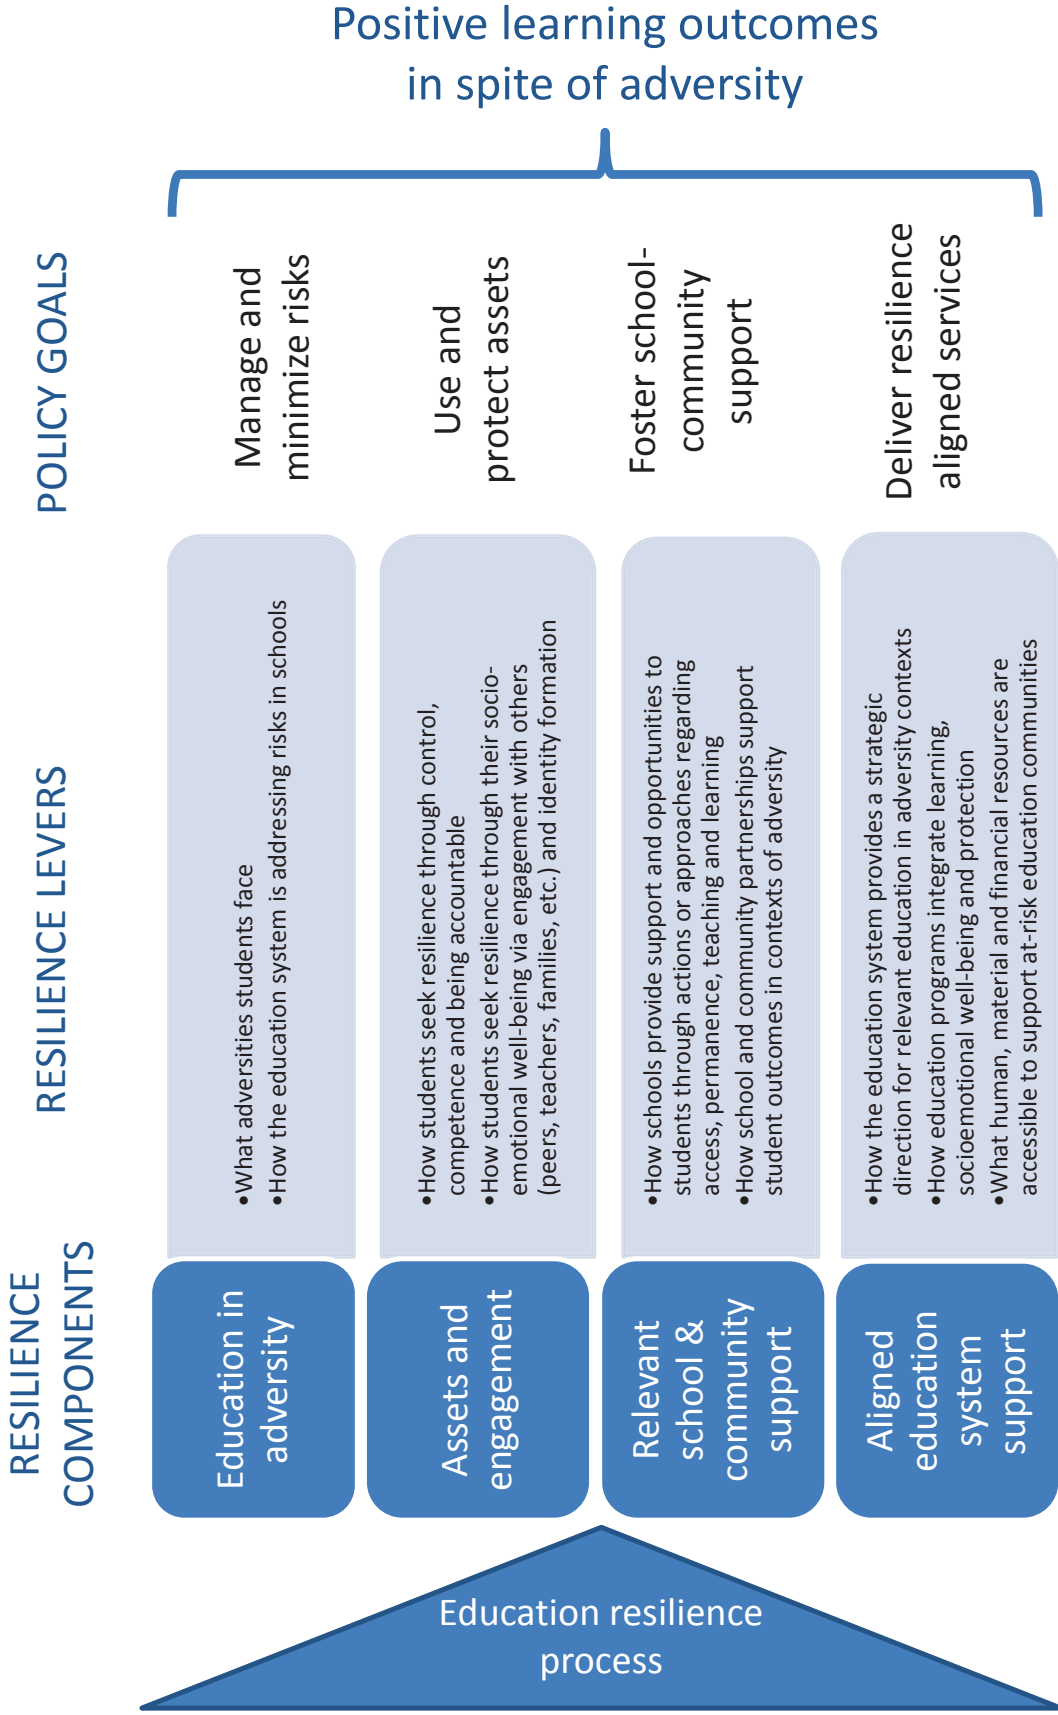 Positive learning outcomes
in spite of adversity
RESILIENCE
COMPONENTS
RESILIENCE LEVERS
POLICY GOALS
Education in
adversity
•What adversities students face
•How the education system is addressing risks in schools
Manage and
minimize risks
Assets and
engagement
•How students seek resilience through control,
competence and being accountable
•How students seek resilience through their socio-
emotional well-being via engagement with others
(peers, teachers, families, etc.) and identity formation
Use and
protect assets
Relevant
school &
community
support
•How schools provide support and opportunities to
students through actions or approaches regarding
access, permanence, teaching and learning
•How school and community partnerships support
student outcomes in contexts of adversity
Foster school-
community
support
Aligned
education
system
support
•How the education system provides a strategic
direction for relevant education in adversity contexts
•How education programs integrate learning,
socioemotional well-being and protection
•What human, material and financial resources are
accessible to support at-risk education communities
Deliver resilience
aligned services
Education resilience
process